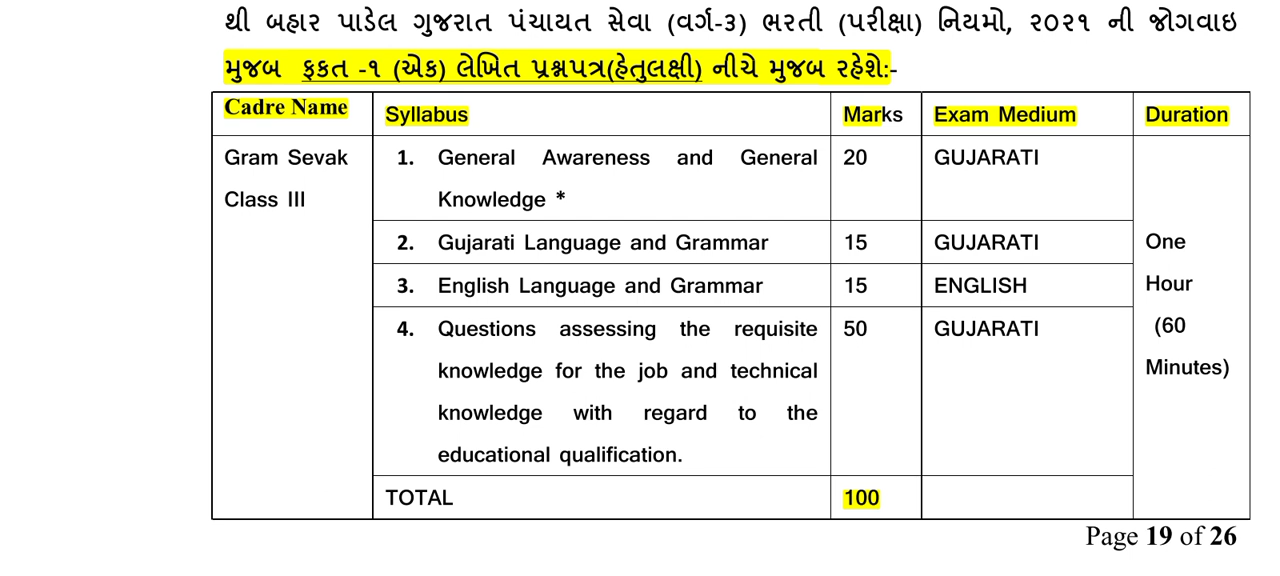 થી બહાર પાડેલ ગુજરાત પંચાયત સેવા (વર્ગ-૩) ભરતી (પરીક્ષા) નિયમો, ૨૦૨૧ ની જોગવાઇ
મુજબ ફકત -૧ (એક) લેખિત પ્રશ્નપત્ર(હેતુલક્ષી) નીચે મુજબ રહેશે:-
Cadre Name Syllabus Marks Exam Medium Duration
Gram Sevak 1. General Awareness and General 20 GUJARATI
Class III Knowledge *
2. Gujarati Language and Grammar 15 GUJARATI One
3. English Language and Grammar 15 ENGLISH Hour
4. Questions assessing the requisite 50 GUJARATI (60
knowledge for the job and technical Minutes)
knowledge with regard to the
educational qualification.
TOTAL 100
Page 19 of 26